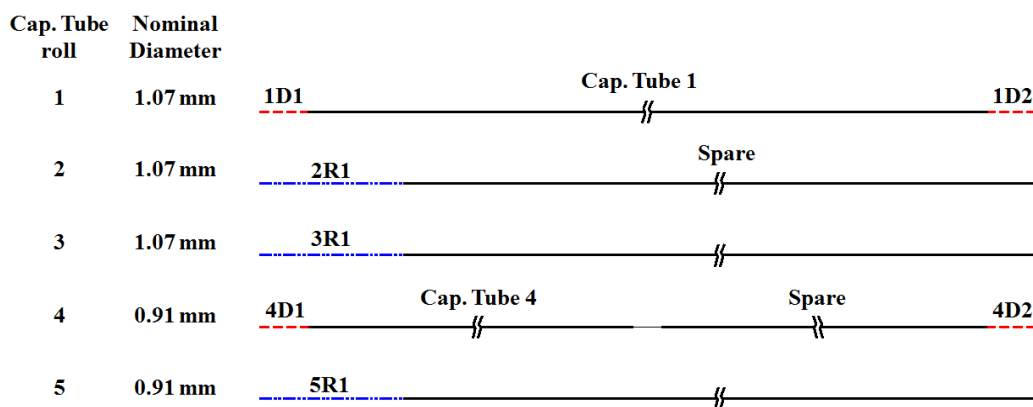 Cap. Tube Nominal
roll Diameter
Cap. Tube 1
1 1.07 mm 1D1 1D2
Spare
2 1.07 mm 2R1
3 1.07 mm 3R1
Cap. Tube 4 Spare
4 0.91 mm 4D1 4D2
5 0.91 mm 5R1